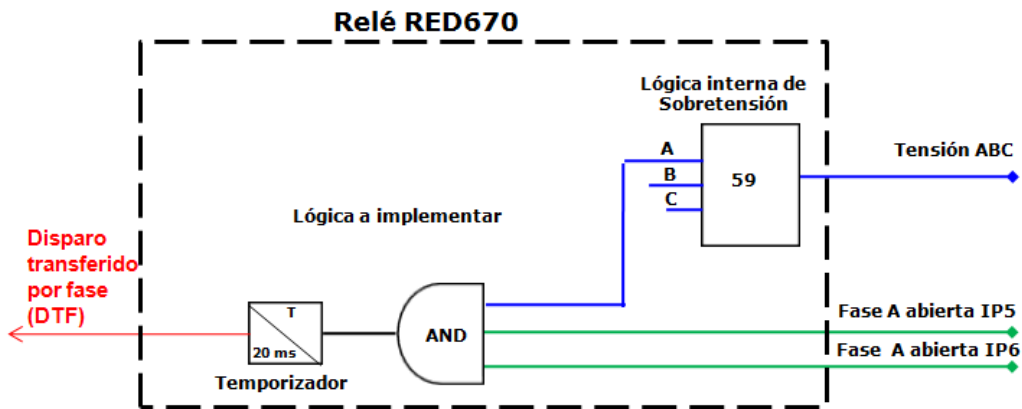 Relé RED670
Lógica interna de
Sobretensión
A
B
C
59
Tensión ABC
Lógica a implementar
Disparo
transferido
por fase
(DTF)
T
20 ms
Temporizador
AND
Fase A abierta IP5
Fase A abierta IP6